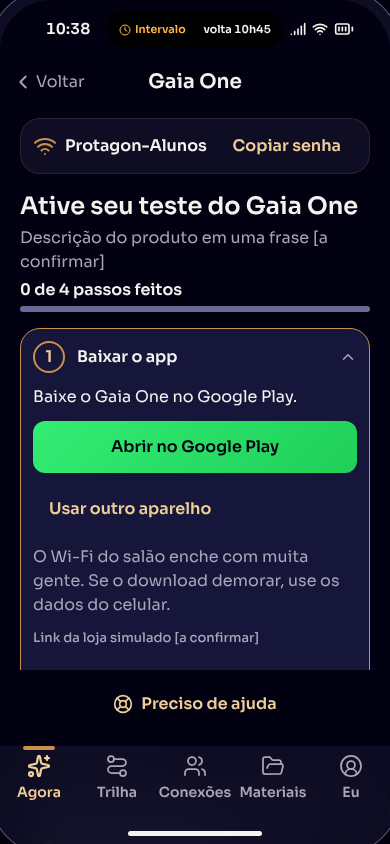 10:38
Intervalo volta 10h45
Voltar
Gaia One
Protagon-Alunos Copiar senha
Ative seu teste do Gaia One
Descrição do produto em uma frase [a
confirmar]
0 de 4 passos feitos
1 Baixar o app
Baixe o Gaia One no Google Play.
Abrir no Google Play
Usar outro aparelho
O Wi-Fi do salão enche com muita
gente. Se o download demorar, use os
dados do celular.
Link da loja simulado [a confirmar]
Preciso de ajuda
Agora Trilha Conexões Materiais Eu